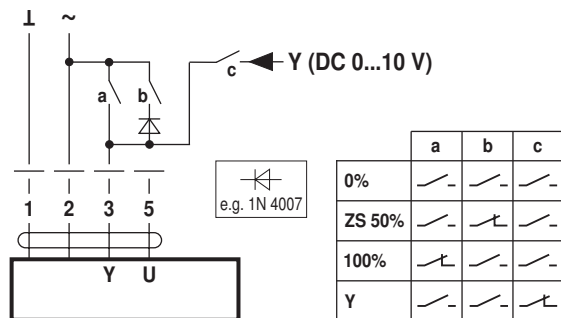 ⊥ ~
c Y (DC 0...10 V)
a b
1 2 3 5
Y U
e.g. 1N 4007
a b c
0%
ZS 50%
100%
Y